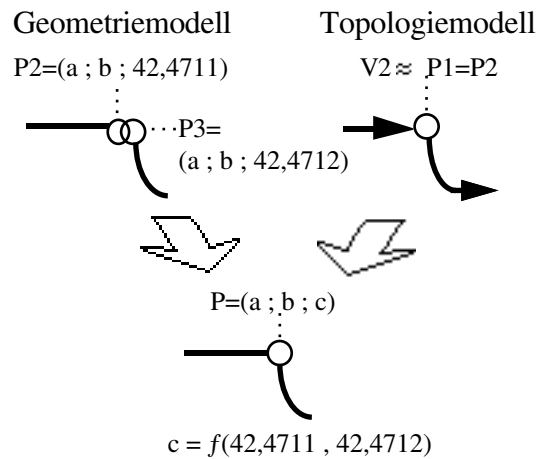 Geometriemodell
Topologiemodell
P2=(a ; b ; 42,4711)
V2≈ P1=P2
P3=
(a ; b ; 42,4712)
P=(a ; b ; c)
c = f(42,4711 , 42,4712)